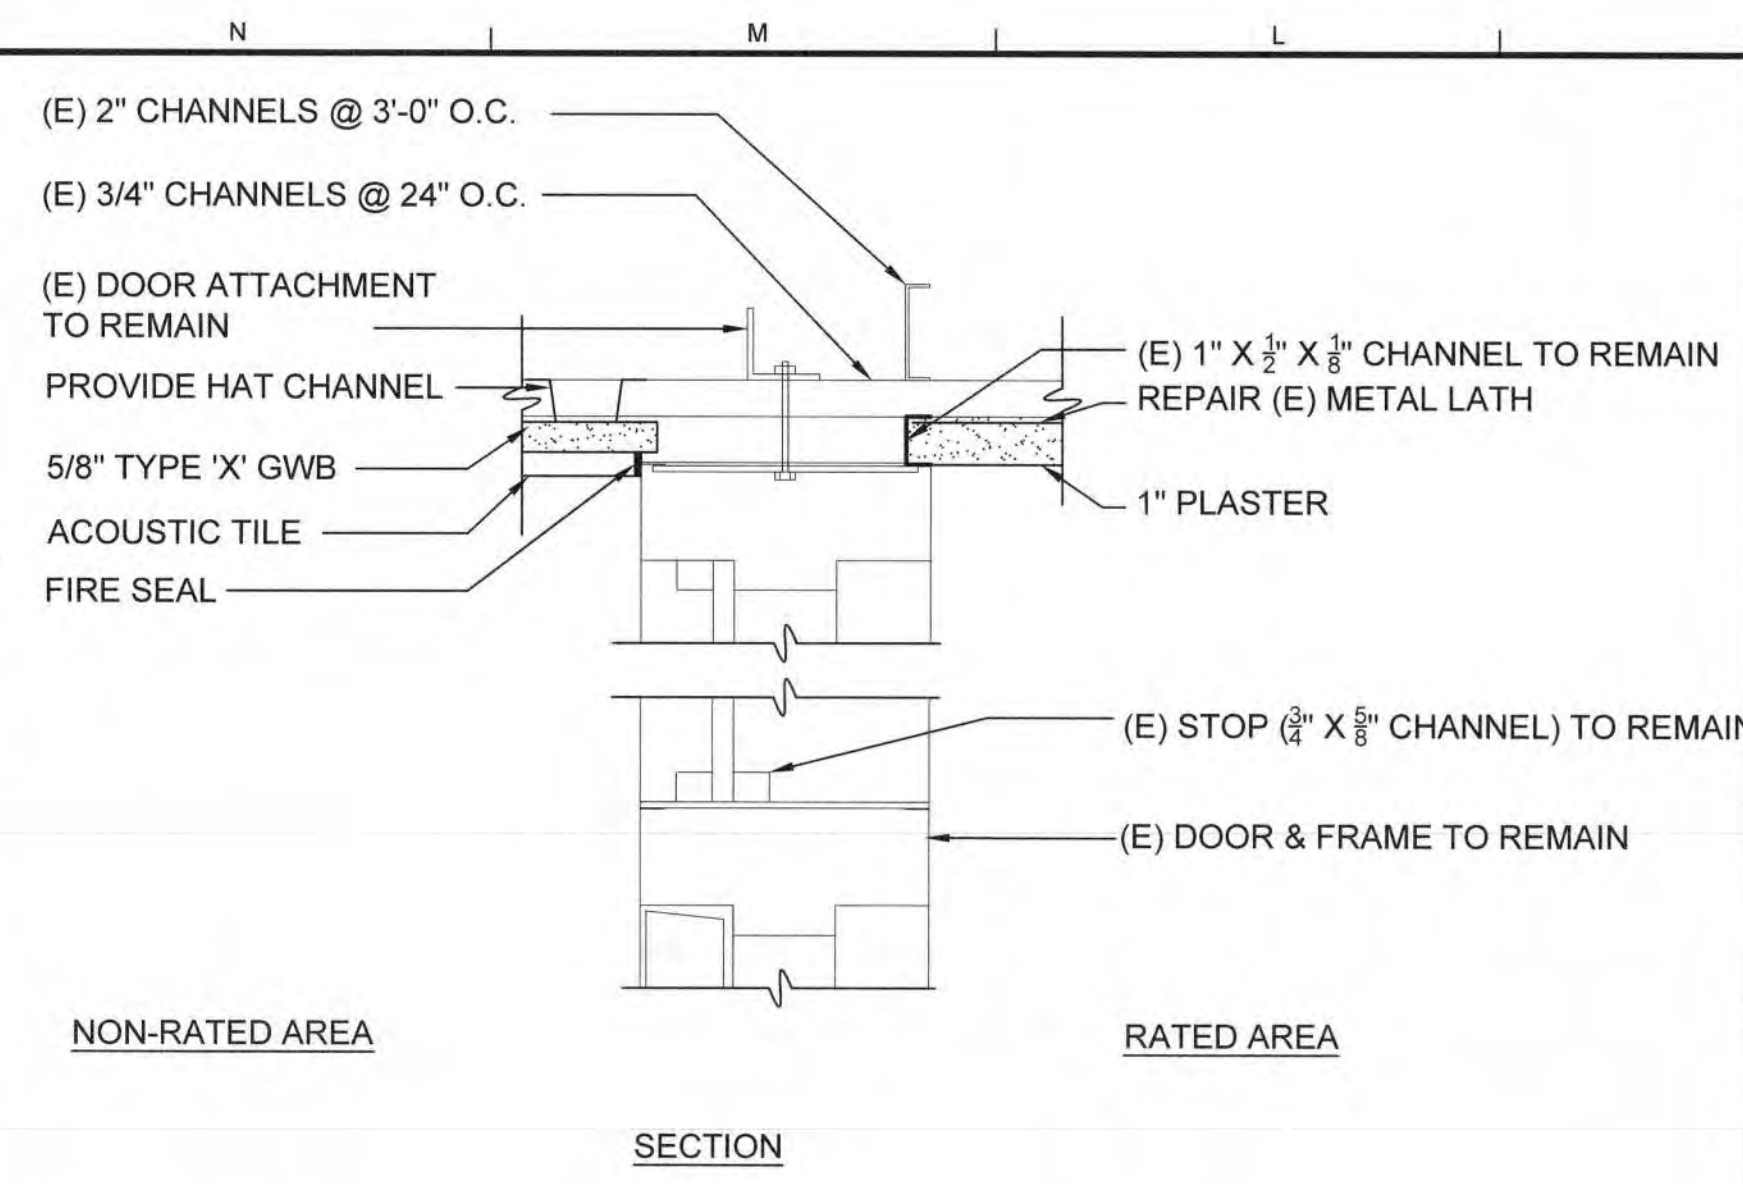 N M L
(E) 2" CHANNELS @ 3'-0" O.C.
(E) 3/4" CHANNELS @ 24" O.C.
(E) DOOR ATTACHMENT
TO REMAIN
PROVIDE HAT CHANNEL
5/8" TYPE 'X' GWB
ACOUSTIC TILE
FIRE SEAL
(E) 1" X 1/2" X 1/8" CHANNEL TO REMAIN
REPAIR (E) METAL LATH
1" PLASTER
(E) STOP (3/4" X 5/8" CHANNEL) TO REMAIN
(E) DOOR & FRAME TO REMAIN
NON-RATED AREA
RATED AREA
SECTION